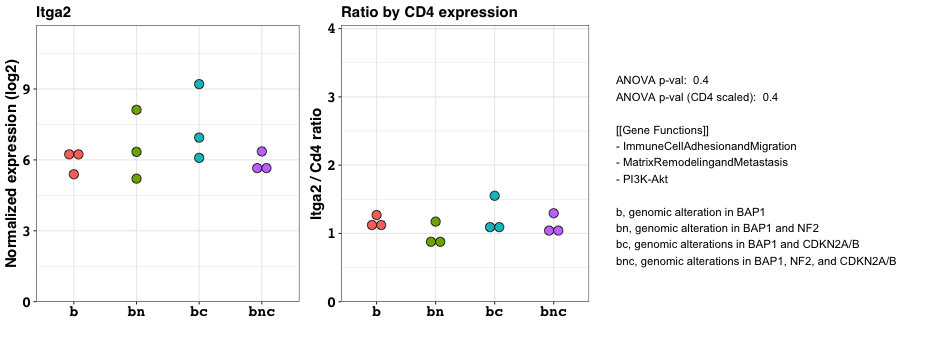 Itga2
Normalized expression (log2)
9
6
3
0
b bn bc bnc
Ratio by CD4 expression
Itga2 / Cd4 ratio
4
3
2
1
0
b bn bc bnc
ANOVA p-val:  0.4
ANOVA p-val (CD4 scaled):  0.4
[[Gene Functions]]
- ImmuneCellAdhesionandMigration
- MatrixRemodelingandMetastasis
- PI3K-Akt
b, genomic alteration in BAP1
bn, genomic alteration in BAP1 and NF2
bc, genomic alterations in BAP1 and CDKN2A/B
bnc, genomic alterations in BAP1, NF2, and CDKN2A/B